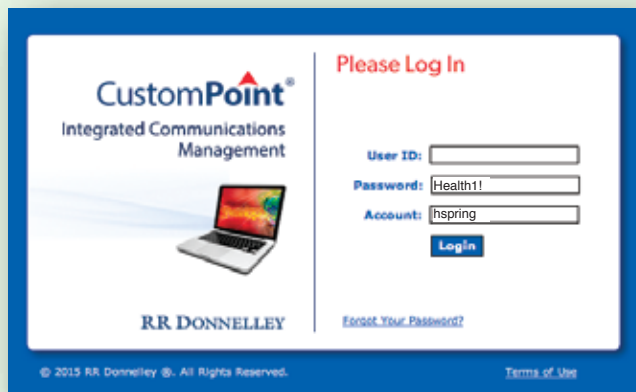 CustomPoint®
Integrated Communications
Management
RR DONNELLEY
Please Log In
User ID:
Password: Health1!
Account: hspring
Login
Forgot Your Password?
© 2015 RR Donnelley ®. All Rights Reserved.
Terms of Use